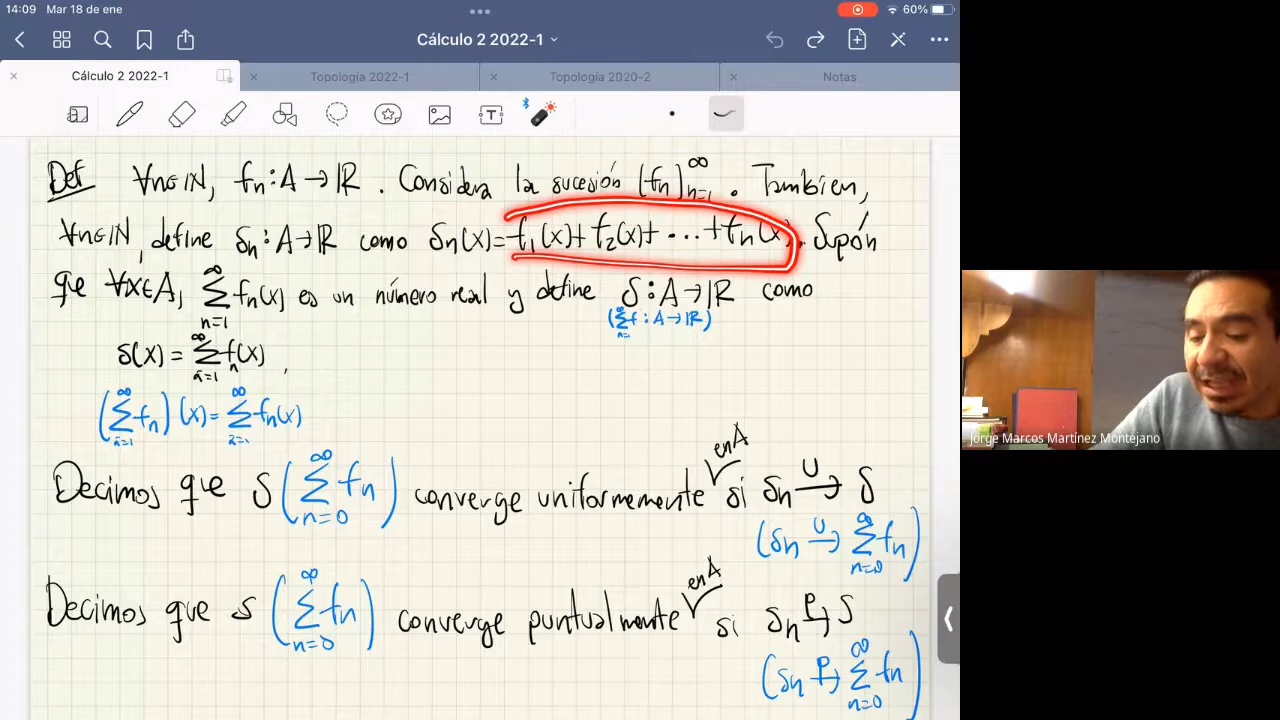 14:09 Mar 18 de ene
60%
Cálculo 2 2022-1
Cálculo 2 2022-1
Topología 2022-1
Topología 2020-2
Notas
Def ∀n∈ℕ, fn : A → ℝ. Considera la sucesión (fn)_{n=1}^∞. Tambien,
∀n∈ℕ, define sn : A → ℝ como sn(x) = f1(x) + f2(x) + ... + fn(x). Supón
que ∀x∈A, ∑_{n=1}^∞ fn(x) es un número real y define s : A → ℝ como
(∑_{n=1}^∞ f : A → ℝ)
s(x) = ∑_{n=1}^∞ fn(x),
(∑_{n=1}^∞ fn)(x) = ∑_{n=1}^∞ fn(x)
Decimos que s (∑_{n=0}^∞ fn) converge uniformemente en A si sn →^U s
(sn →^U ∑_{n=0}^∞ fn)
Decimos que s (∑_{n=0}^∞ fn) converge puntualmente en A si sn →^P s
(sn →^P ∑_{n=0}^∞ fn)
Jorge Marcos Martínez Montejano